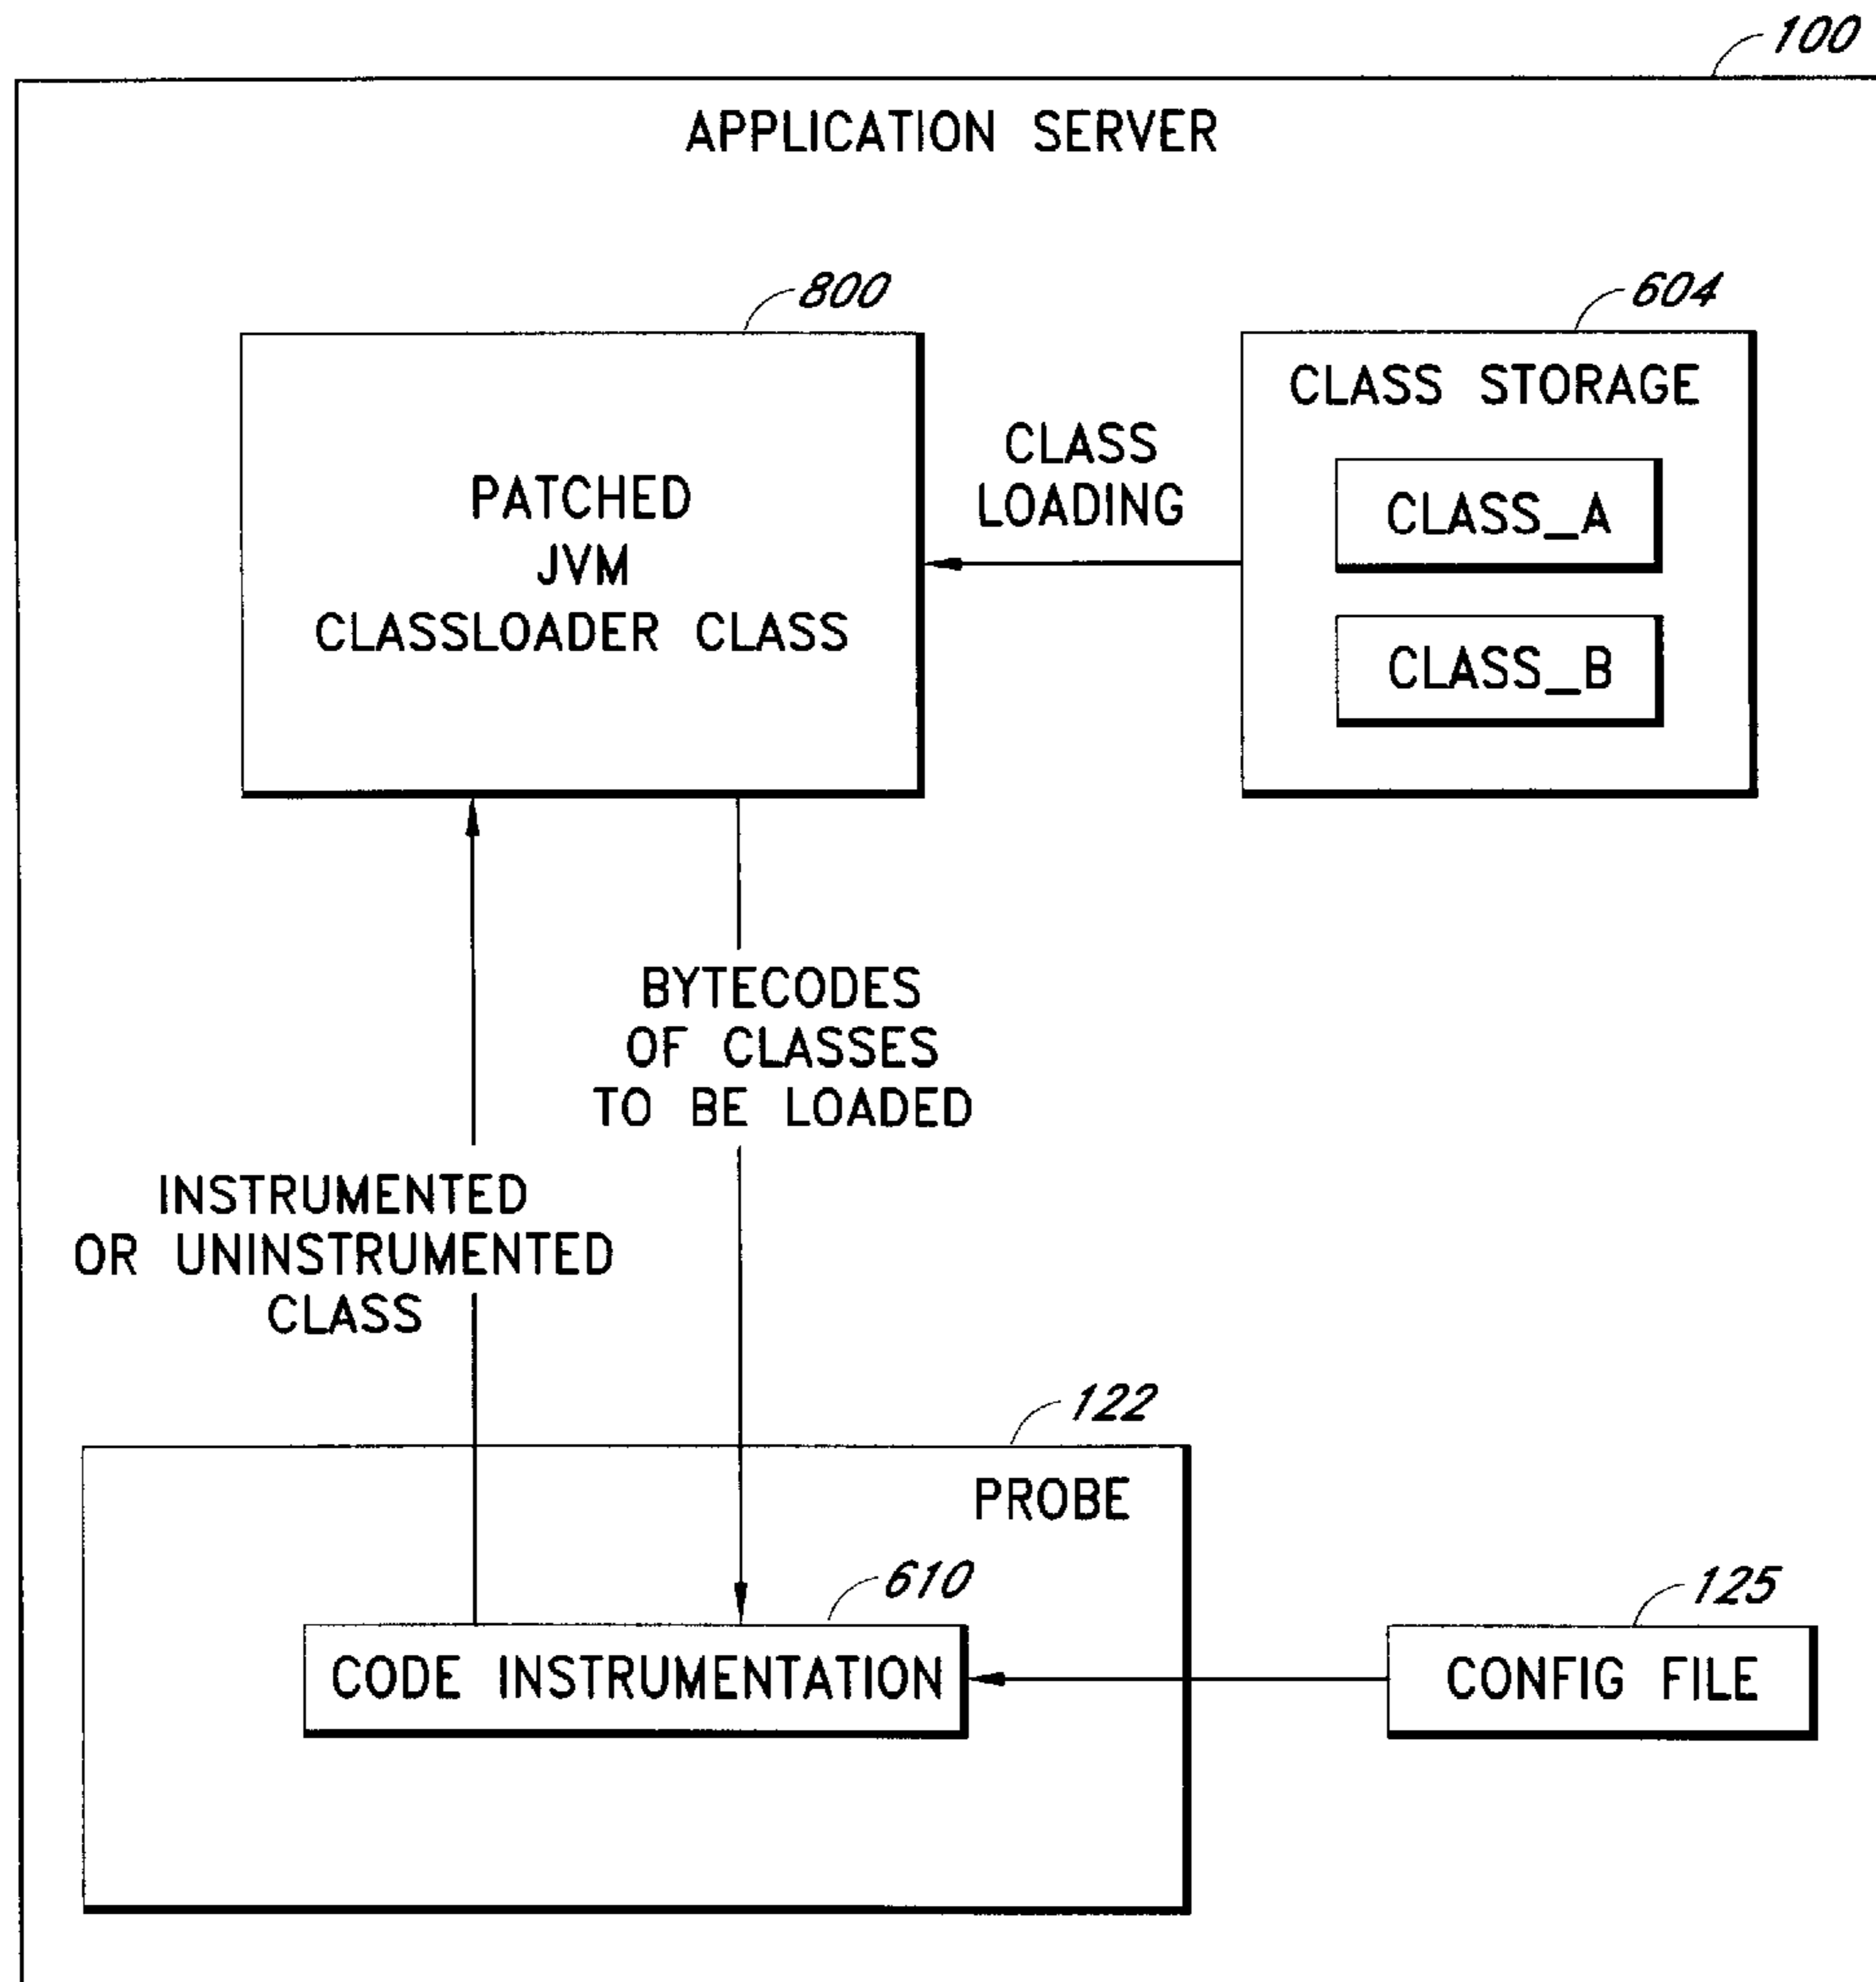 100
APPLICATION SERVER
800
604
PATCHED
JVM
CLASSLOADER CLASS
CLASS
LOADING
CLASS STORAGE
CLASS_A
CLASS_B
BYTECODES
OF CLASSES
TO BE LOADED
INSTRUMENTED
OR UNINSTRUMENTED
CLASS
122
PROBE
610
CODE INSTRUMENTATION
125
CONFIG FILE